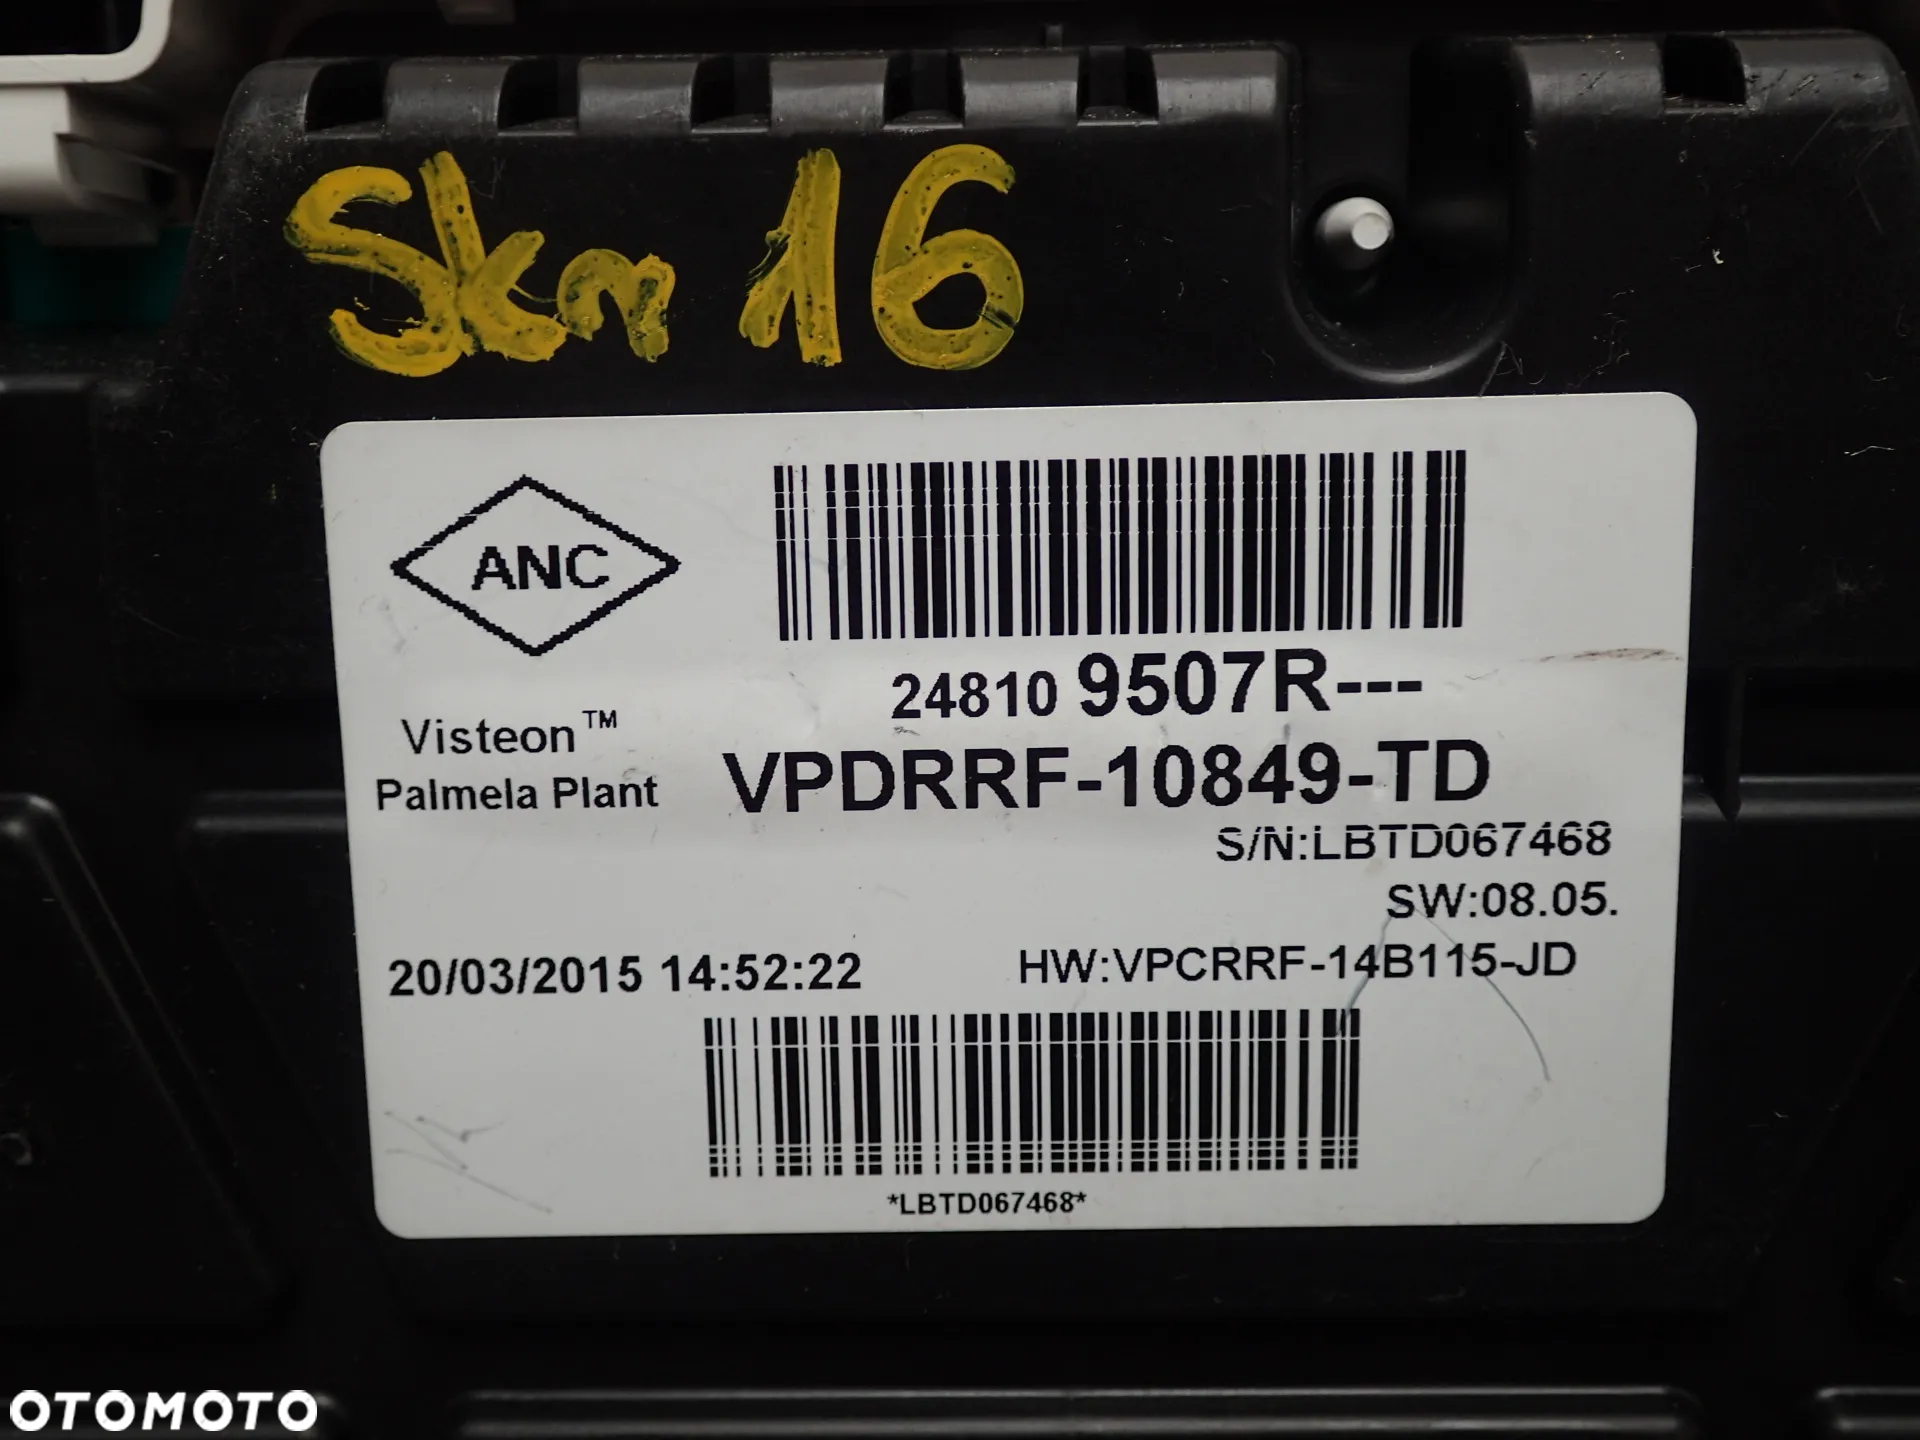 Skn 16
ANC
24810 9507R---
Visteon™
Palmela Plant
VPDRRF-10849-TD
S/N:LBTD067468
SW:08.05.
20/03/2015 14:52:22
HW:VPCRRF-14B115-JD
*LBTD067468*
OTOMOTO